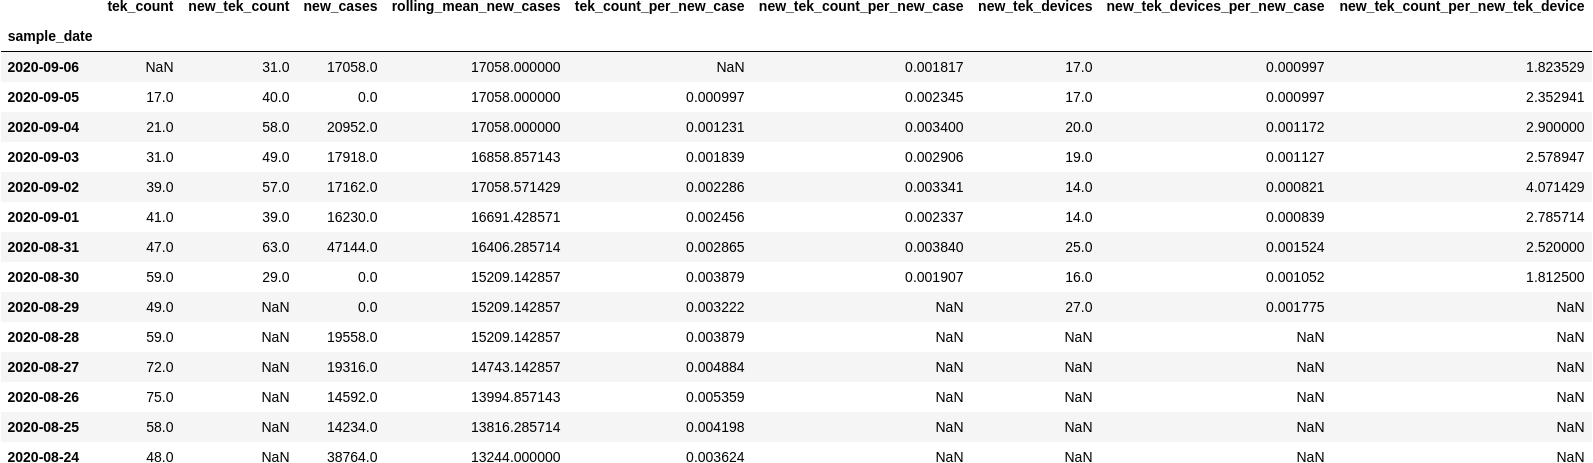 tek_count new_tek_count new_cases rolling_mean_new_cases tek_count_per_new_case new_tek_count_per_new_case new_tek_devices new_tek_devices_per_new_case new_tek_count_per_new_tek_device
sample_date
2020-09-06 NaN 31.0 17058.0 17058.000000 NaN 0.001817 17.0 0.000997 1.823529
2020-09-05 17.0 40.0 0.0 17058.000000 0.000997 0.002345 17.0 0.000997 2.352941
2020-09-04 21.0 58.0 20952.0 17058.000000 0.001231 0.003400 20.0 0.001172 2.900000
2020-09-03 31.0 49.0 17918.0 16858.857143 0.001839 0.002906 19.0 0.001127 2.578947
2020-09-02 39.0 57.0 17162.0 17058.571429 0.002286 0.003341 14.0 0.000821 4.071429
2020-09-01 41.0 39.0 16230.0 16691.428571 0.002456 0.002337 14.0 0.000839 2.785714
2020-08-31 47.0 63.0 47144.0 16406.285714 0.002865 0.003840 25.0 0.001524 2.520000
2020-08-30 59.0 29.0 0.0 15209.142857 0.003879 0.001907 16.0 0.001052 1.812500
2020-08-29 49.0 NaN 0.0 15209.142857 0.003222 NaN 27.0 0.001775 NaN
2020-08-28 59.0 NaN 19558.0 15209.142857 0.003879 NaN NaN NaN NaN
2020-08-27 72.0 NaN 19316.0 14743.142857 0.004884 NaN NaN NaN NaN
2020-08-26 75.0 NaN 14592.0 13994.857143 0.005359 NaN NaN NaN NaN
2020-08-25 58.0 NaN 14234.0 13816.285714 0.004198 NaN NaN NaN NaN
2020-08-24 48.0 NaN 38764.0 13244.000000 0.003624 NaN NaN NaN NaN